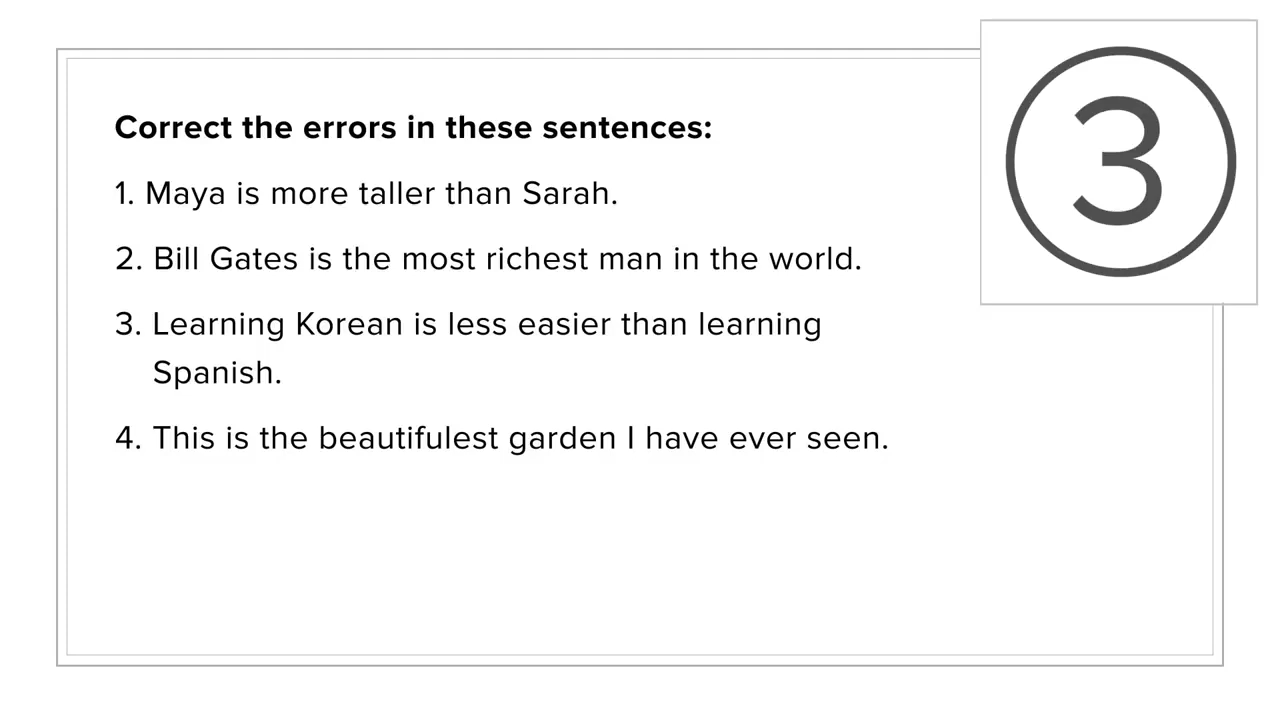 Correct the errors in these sentences:
3
1. Maya is more taller than Sarah.
2. Bill Gates is the most richest man in the world.
3. Learning Korean is less easier than learning
Spanish.
4. This is the beautifulest garden I have ever seen.